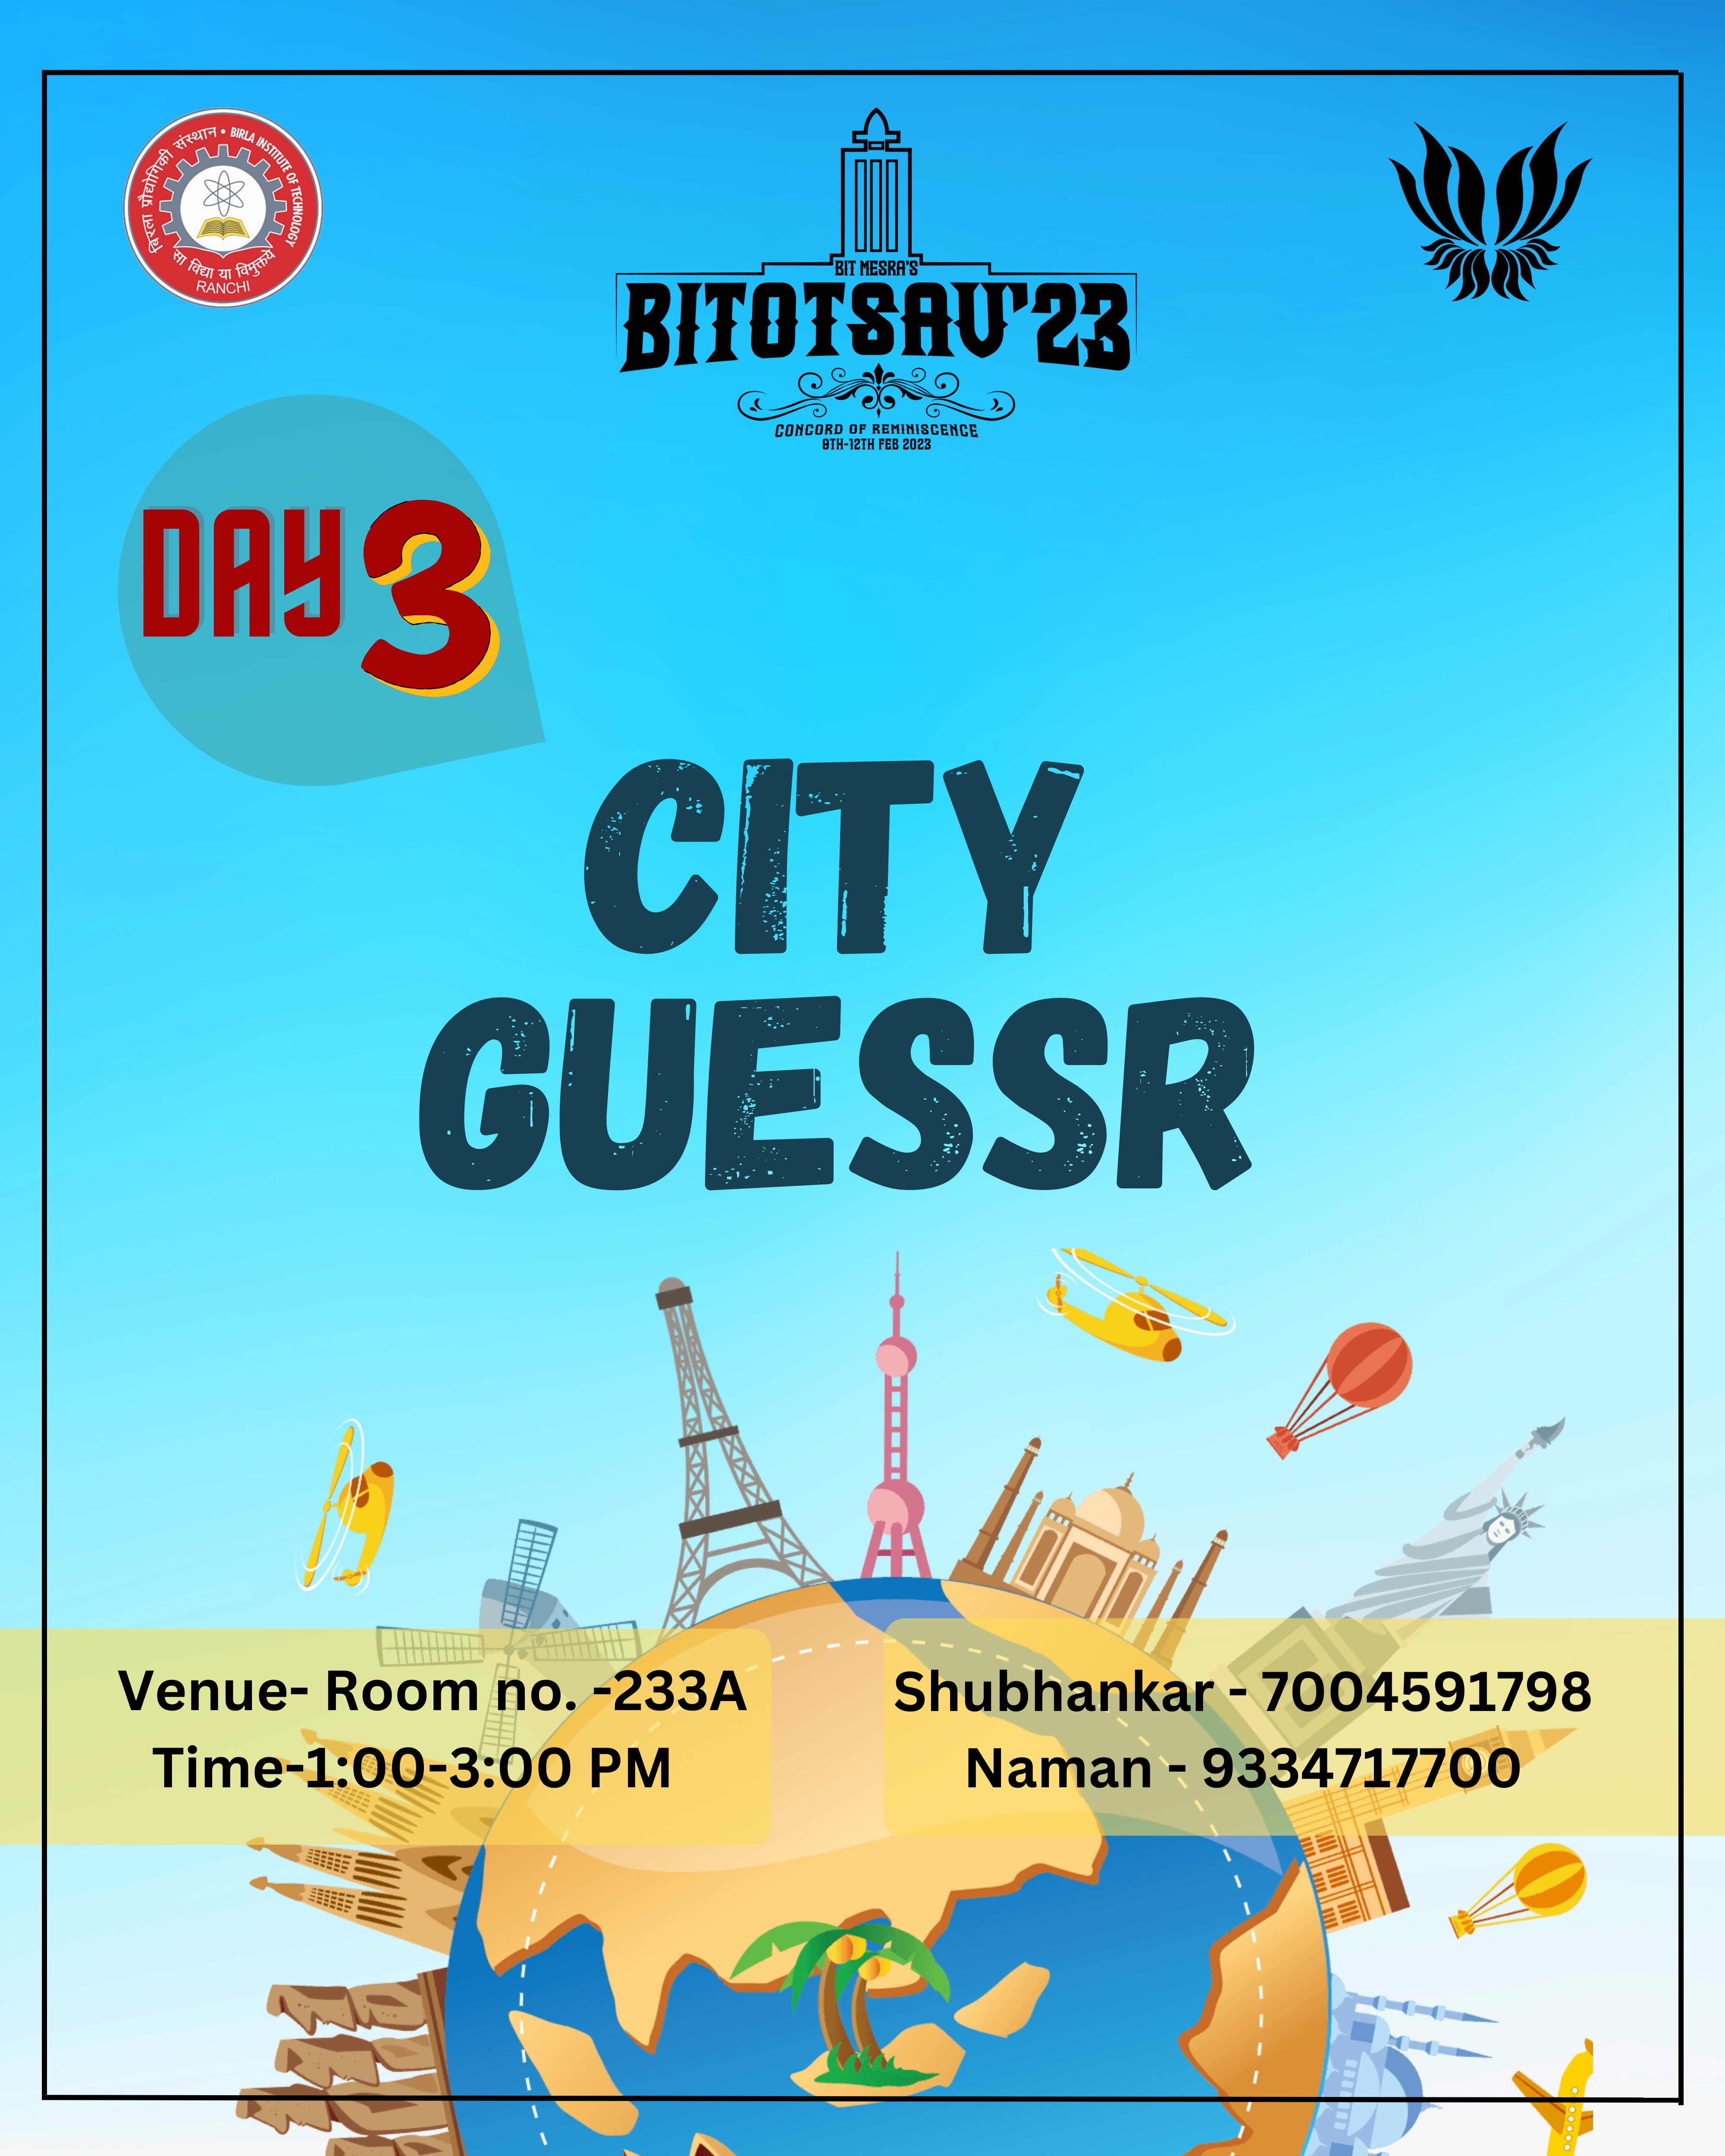 बिरला प्रौद्योगिकी संस्थान • BIRLA INSTITUTE OF TECHNOLOGY
सा विद्या या विमुक्तये
RANCHI
BIT MESRA'S
BITOTSAV'23
CONCORD OF REMINISCENCE
9TH-12TH FEB 2023
DAY 3
CITY
GUESSR
Venue- Room no. -233A
Time-1:00-3:00 PM
Shubhankar - 7004591798
Naman - 9334717700